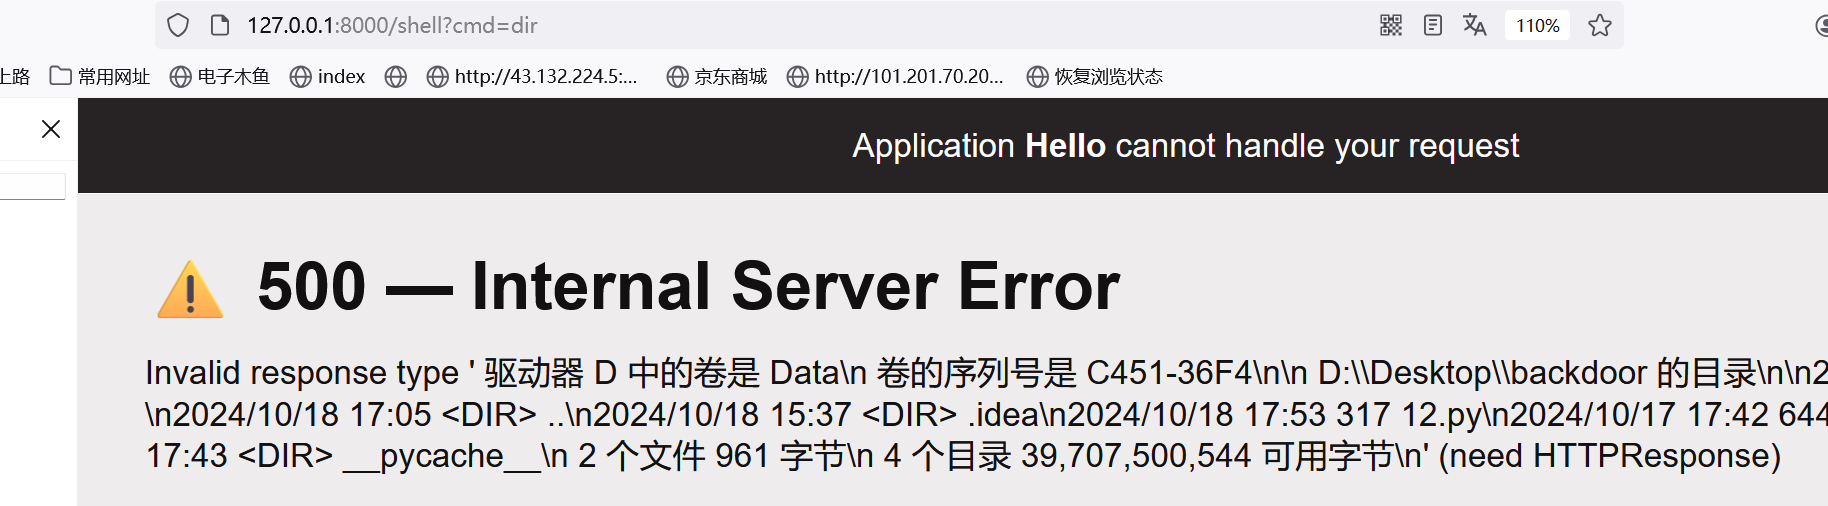 127.0.0.1:8000/shell?cmd=dir
110%
上路 常用网址 电子木鱼 index http://43.132.224.5:... 京东商城 http://101.201.70.20... 恢复浏览状态
Application Hello cannot handle your request
500 — Internal Server Error
Invalid response type ' 驱动器 D 中的卷是 Data\n 卷的序列号是 C451-36F4\n\n D:\\Desktop\\backdoor 的目录\n\n2
\n2024/10/18 17:05 <DIR> ..\n2024/10/18 15:37 <DIR> .idea\n2024/10/18 17:53 317 12.py\n2024/10/17 17:42 644
17:43 <DIR> __pycache__\n 2 个文件 961 字节\n 4 个目录 39,707,500,544 可用字节\n' (need HTTPResponse)